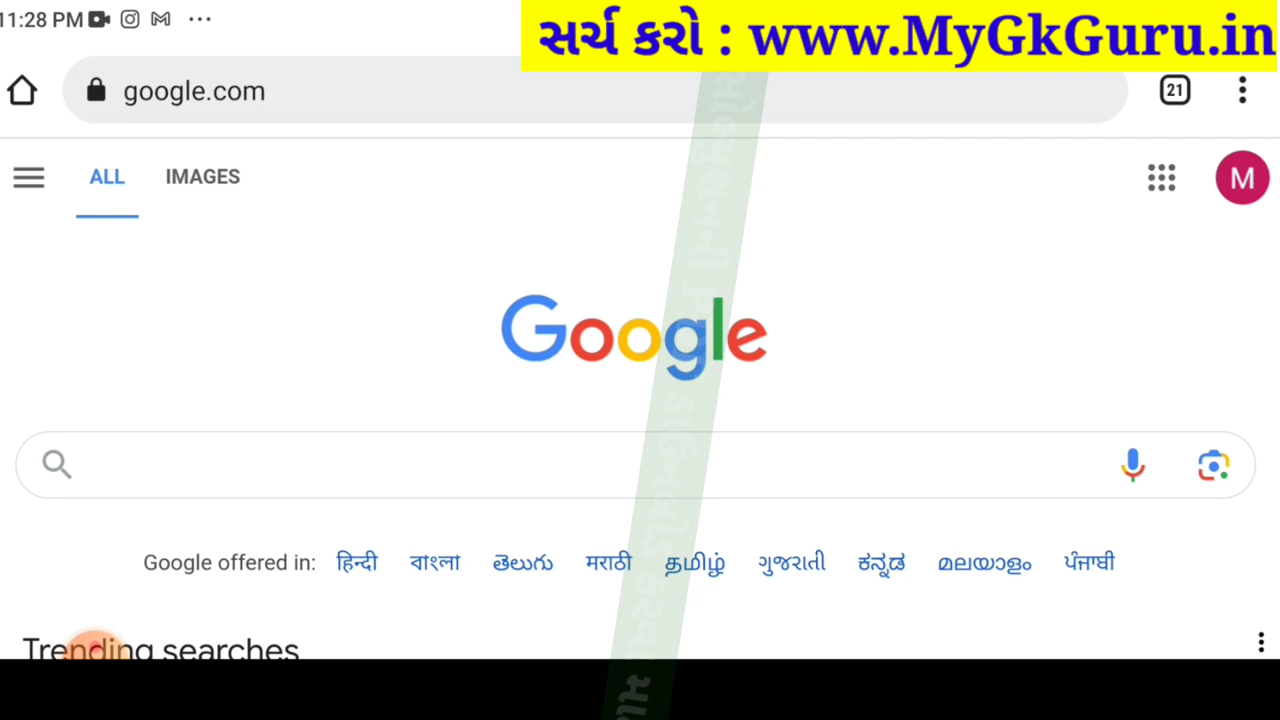 11:28 PM
સર્ચ કરો : www.MyGkGuru.in
google.com
21
ALL IMAGES
M
Google
Google offered in: हिन्दी বাংলা తెలుగు मराठी தமிழ் ગુજરાતી ಕನ್ನಡ മലയാളം ਪੰਜਾਬੀ
Trending searches